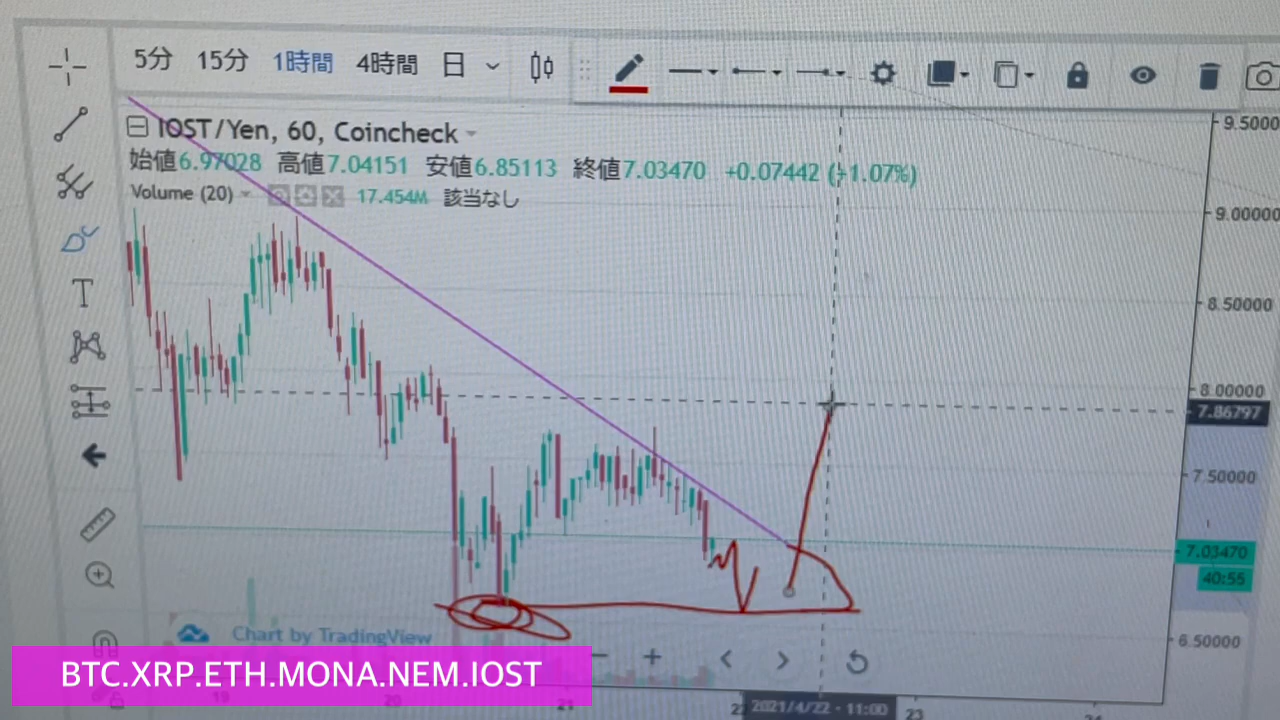 5分 15分 1時間 4時間 日
IOST/Yen, 60, Coincheck
始値6.97028 高値7.04151 安値6.85113 終値7.03470 +0.07442 (+1.07%)
Volume (20) 17.454M 該当なし
T
9.50000
9.00000
8.50000
8.00000
7.86797
7.50000
7.03470
40:55
6.50000
Chart by TradingView
BTC.XRP.ETH.MONA.NEM.IOST
19 20 21 2021/4/22 - 11:00 23